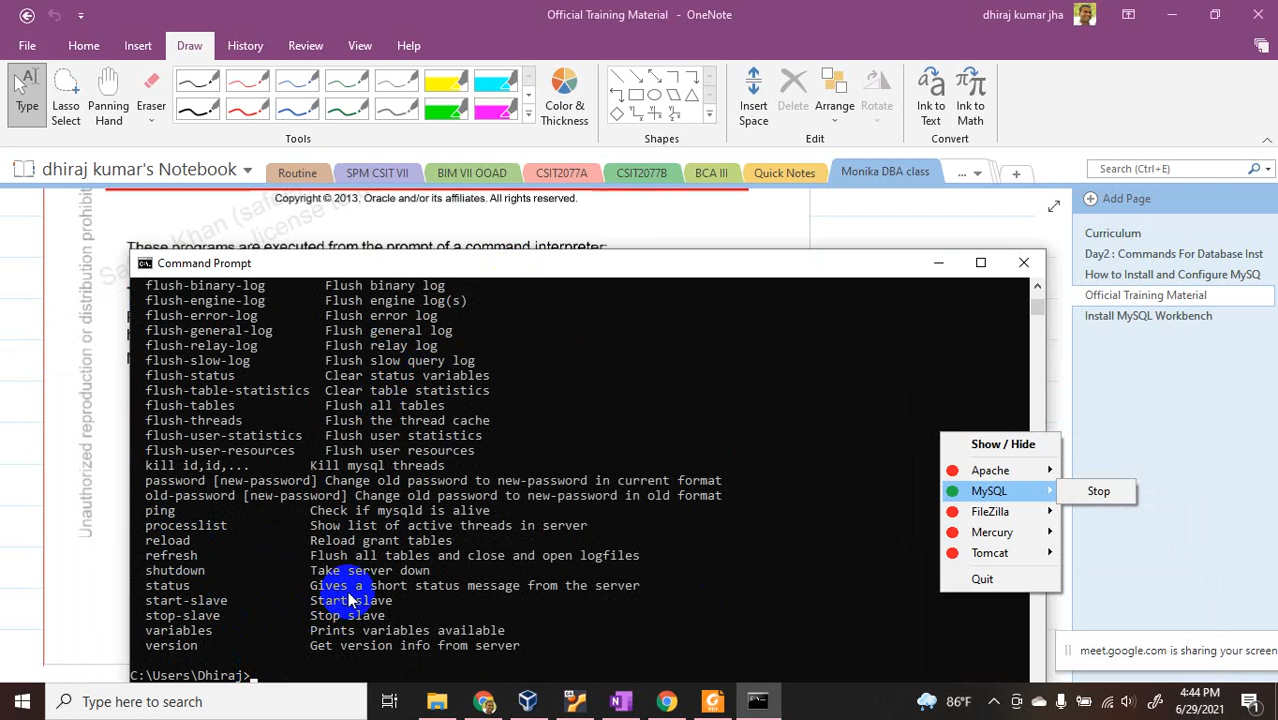 Official Training Material - OneNote
dhiraj kumar jha
File Home Insert Draw History Review View Help
Type
Lasso Select
Panning Hand
Eraser
Color & Thickness
Insert Space
Delete
Arrange
Rotate
Ink to Text
Ink to Math
Tools
Shapes
Edit
Convert
dhiraj kumar's Notebook
Routine SPM CSIT VII BIM VII OOAD CSIT2077A CSIT2077B BCA III Quick Notes Monika DBA class ...
Search (Ctrl+E)
Add Page
Curriculum
Day2 : Commands For Database Inst
How to Install and Configure MySQ
Official Training Material
Install MySQL Workbench
Copyright © 2013, Oracle and/or its affiliates. All rights reserved.
These programs are executed from the prompt of a command interpreter:
Unauthorized reproduction or distribution prohibit
Command Prompt
flush-binary-log Flush binary log
flush-engine-log Flush engine log(s)
flush-error-log Flush error log
flush-general-log Flush general log
flush-relay-log Flush relay log
flush-slow-log Flush slow query log
flush-status Clear status variables
flush-table-statistics Clear table statistics
flush-tables Flush all tables
flush-threads Flush the thread cache
flush-user-statistics Flush user statistics
flush-user-resources Flush user resources
kill id,id,... Kill mysql threads
password [new-password] Change old password to new-password in current format
old-password [new-password] Change old password to new-password in old format
ping Check if mysqld is alive
processlist Show list of active threads in server
reload Reload grant tables
refresh Flush all tables and close and open logfiles
shutdown Take server down
status Gives a short status message from the server
start-slave Start slave
stop-slave Stop slave
variables Prints variables available
version Get version info from server
C:\Users\Dhiraj>
Show / Hide
Apache
MySQL
Stop
FileZilla
Mercury
Tomcat
Quit
meet.google.com is sharing your screen
Type here to search
86°F
4:44 PM
6/29/2021
1